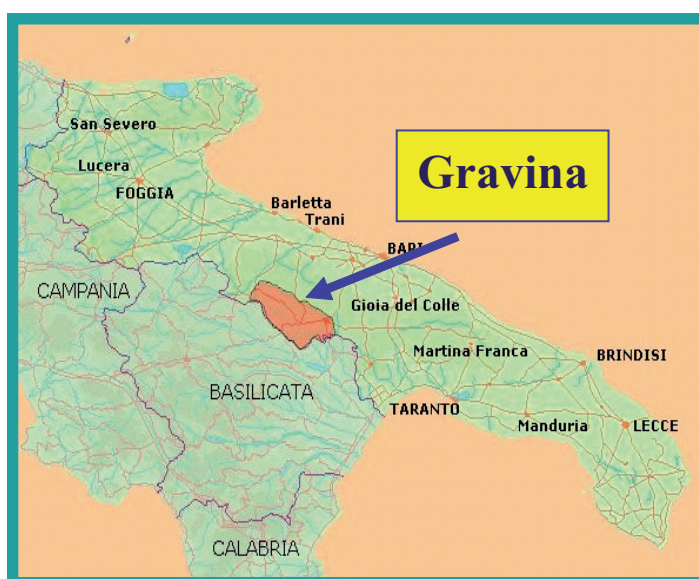 San Severo
Lucera
FOGGIA
Gravina
Barletta
Trani
BARI
CAMPANIA
Gioia del Colle
Martina Franca
BRINDISI
BASILICATA
TARANTO
Manduria
LECCE
CALABRIA